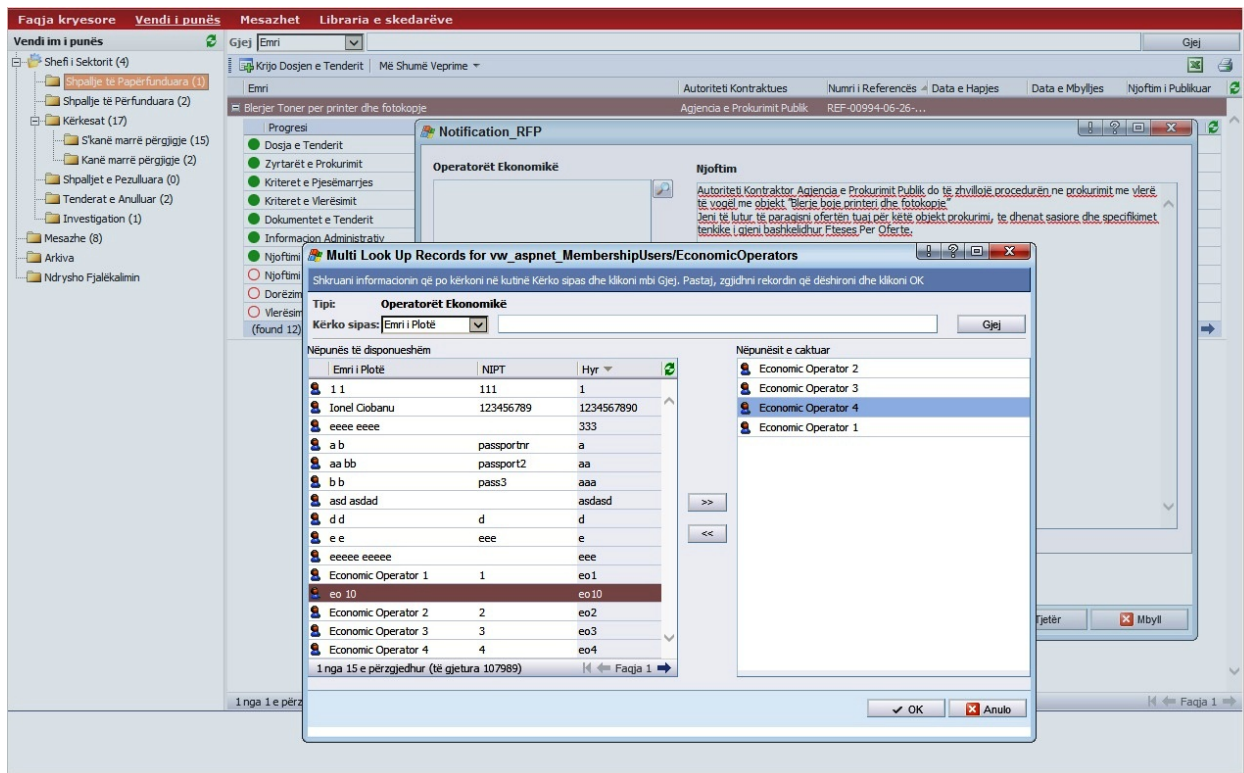 Faqja kryesore Vendi i punës Mesazhet Libraria e skedarëve
Vendi im i punës
Shefi i Sektorit (4)
Shpallje të Papërfunduara (1)
Shpallje të Përfunduara (2)
Kërkesat (17)
S'kanë marrë përgjigje (15)
Kanë marrë përgjigje (2)
Shpalljet e Pezulluara (0)
Tenderat e Anulluar (2)
Investigation (1)
Mesazhe (8)
Arkiva
Ndrysho Fjalëkalimin
Gjej Emri Gjej
Krijo Dosjen e Tenderit Më Shumë Veprime
Emri Autoriteti Kontraktues Numri i Referencës Data e Hapjes Data e Mbylljes Njoftim i Publikuar
Blerjer Toner per printer dhe fotokopje Agjencia e Prokurimit Publik REF-00994-06-26-...
Progresi
Dosja e Tenderit
Zyrtarët e Prokurimit
Kriteret e Pjesëmarrjes
Kriteret e Vlerësimit
Dokumentet e Tenderit
Informacion Administrativ
Njoftimi
Njoftimi
Dorëzim
Vlerësim
(found 12)
Notification_RFP
Operatorët Ekonomikë
Njoftim
Autoriteti Kontraktor Agjencia e Prokurimit Publik do të zhvillojë procedurën ne prokurimit me vlerë
të vogël me objekt "Blerje boje printeri dhe fotokopje"
Jeni të lutur të paraqisni ofertën tuaj për këtë objekt prokurimi, te dhenat sasiore dhe specifikimet
tenkike i gjeni bashkelidhur Fteses Per Oferte.
Tjetër Mbyll
Multi Look Up Records for vw_aspnet_MembershipUsers/EconomicOperators
Shkruani informacionin që po kërkoni në kutinë Kërko sipas dhe klikoni mbi Gjej. Pastaj, zgjidhni rekordin që dëshironi dhe klikoni OK
Tipi: Operatorët Ekonomikë
Kërko sipas: Emri i Plotë Gjej
Nëpunës të disponueshëm
Emri i Plotë NIPT Hyr
1 1 111 1
Ionel Ciobanu 123456789 1234567890
eeee eeee 333
a b passportnr a
aa bb passport2 aa
b b pass3 aaa
asd asdad asdasd
d d d d
e e eee e
eeeee eeeee eee
Economic Operator 1 1 eo1
eo 10 eo10
Economic Operator 2 2 eo2
Economic Operator 3 3 eo3
Economic Operator 4 4 eo4
1 nga 15 e përzgjedhur (të gjetura 107989) Faqja 1
>>
<<
Nëpunësit e caktuar
Economic Operator 2
Economic Operator 3
Economic Operator 4
Economic Operator 1
OK Anulo
1 nga 1 e përz Faqja 1